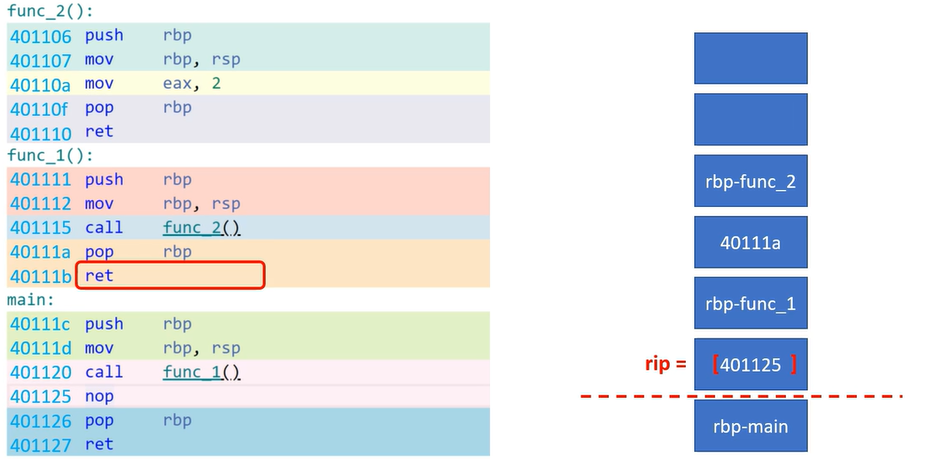 func_2():
401106 push rbp
401107 mov rbp, rsp
40110a mov eax, 2
40110f pop rbp
401110 ret
func_1():
401111 push rbp
401112 mov rbp, rsp
401115 call func_2()
40111a pop rbp
40111b ret
main:
40111c push rbp
40111d mov rbp, rsp
401120 call func_1()
401125 nop
401126 pop rbp
401127 ret
rbp-func_2
40111a
rbp-func_1
rip = [401125 ]
rbp-main